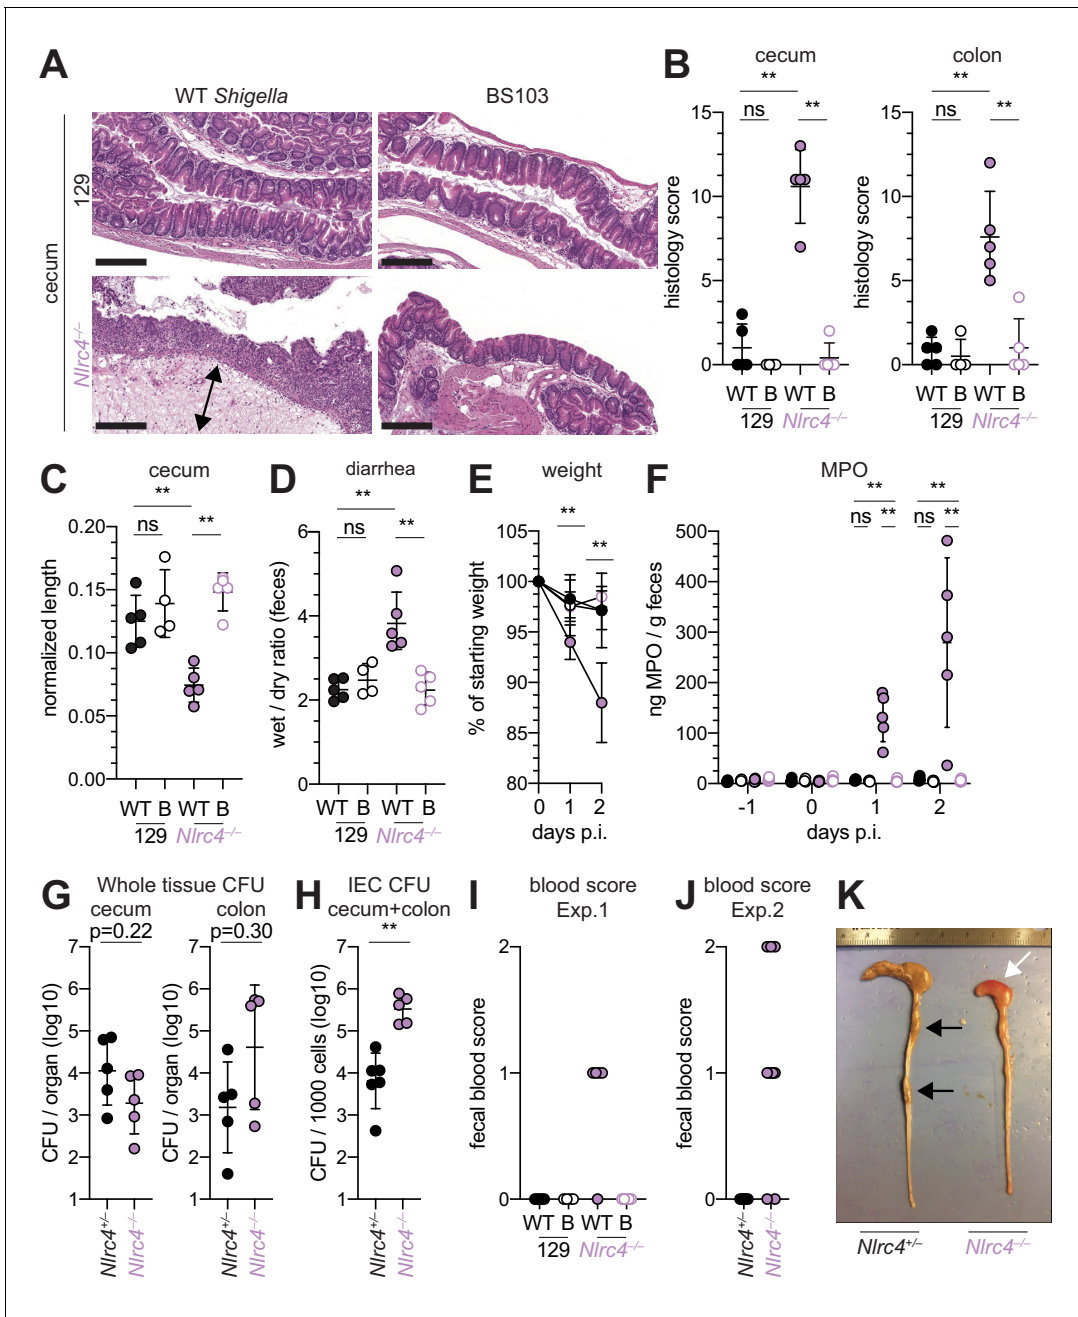 A
WT Shigella
BS103
cecum
129
Nlrc4–/–
B
cecum
colon
**
**
ns
**
ns
**
histology score
15
10
5
0
histology score
15
10
5
0
WT B WT B
129 Nlrc4–/–
WT B WT B
129 Nlrc4–/–
C
cecum
**
ns
**
normalized length
0.20
0.15
0.10
0.05
0.00
WT B WT B
129 Nlrc4–/–
D
diarrhea
**
ns
**
wet / dry ratio (feces)
6
4
2
0
WT B WT B
129 Nlrc4–/–
E
weight
**
**
% of starting weight
105
100
95
90
85
80
0 1 2
days p.i.
F
MPO
** **
ns ** ns **
ng MPO / g feces
500
400
300
200
100
0
-1 0 1 2
days p.i.
G
Whole tissue CFU
cecum
p=0.22
colon
p=0.30
CFU / organ (log10)
7
6
5
4
3
2
1
Nlrc4+/–
Nlrc4–/–
CFU / organ (log10)
7
6
5
4
3
2
1
Nlrc4+/–
Nlrc4–/–
H
IEC CFU
cecum+colon
**
CFU / 1000 cells (log10)
7
6
5
4
3
2
1
Nlrc4+/–
Nlrc4–/–
I
blood score
Exp.1
fecal blood score
2
1
0
WT B WT B
129 Nlrc4–/–
J
blood score
Exp.2
fecal blood score
2
1
0
Nlrc4+/–
Nlrc4–/–
K
Nlrc4+/–
Nlrc4–/–